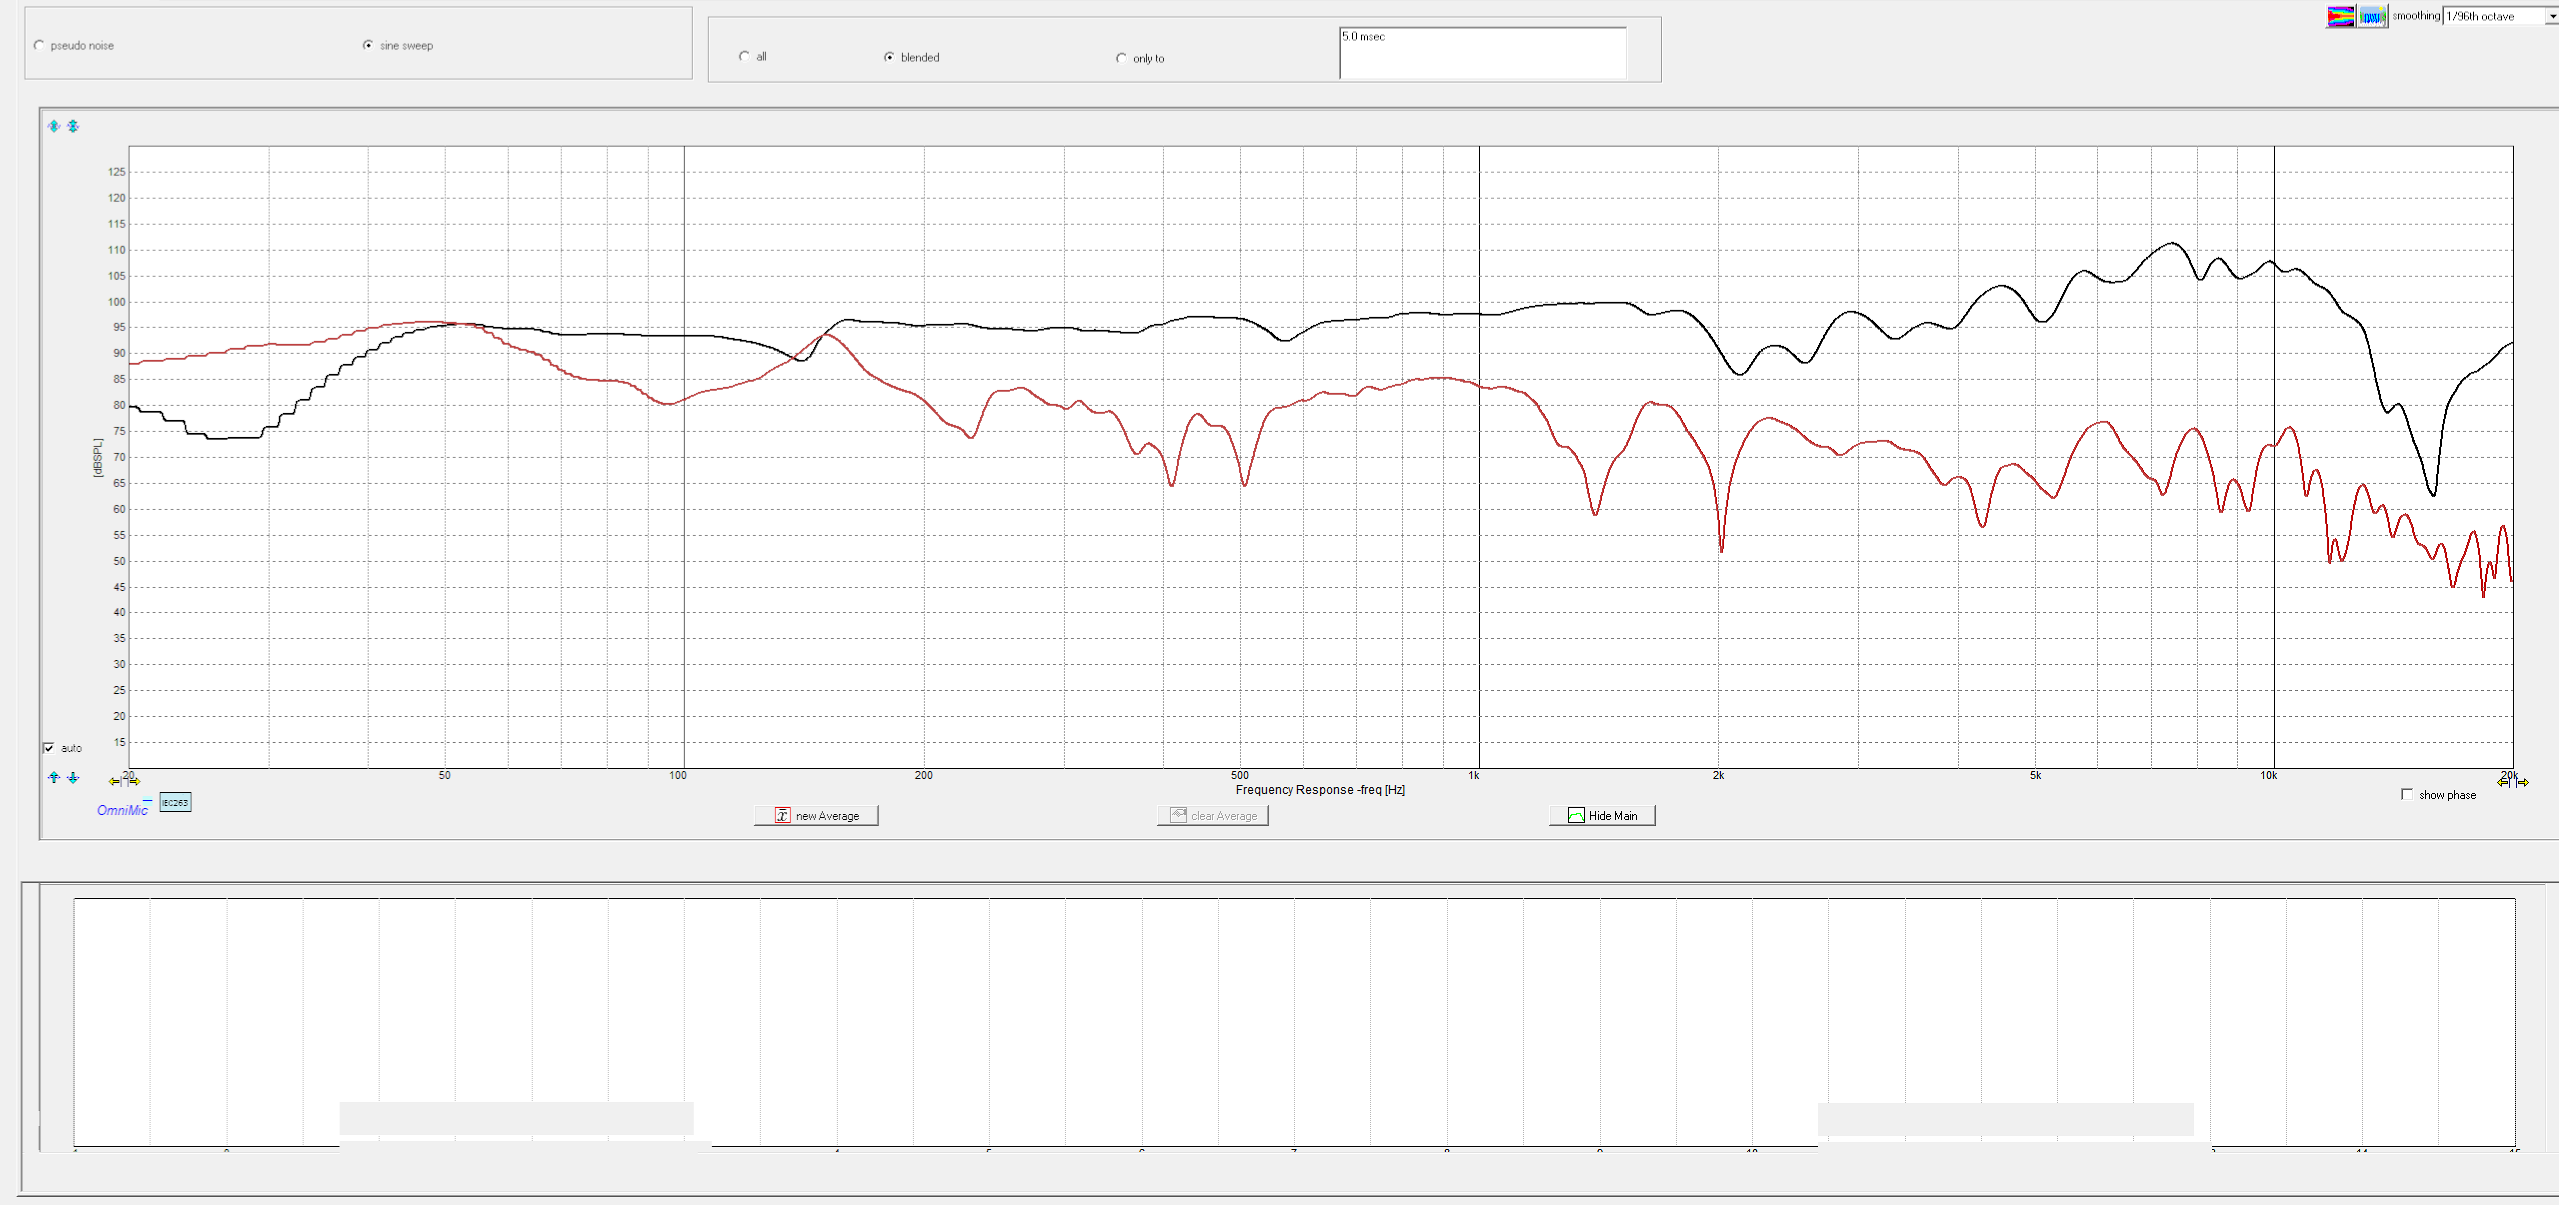 pseudo noise
sine sweep
all
blended
only to
5.0 msec
smoothing
1/96th octave
125
120
115
110
105
100
95
90
85
80
75
70
65
60
55
50
45
40
35
30
25
20
15
[dBSPL]
auto
20
50
100
200
500
1k
2k
5k
10k
20k
Frequency Response -freq [Hz]
OmniMic
IEC263
new Average
clear Average
Hide Main
show phase